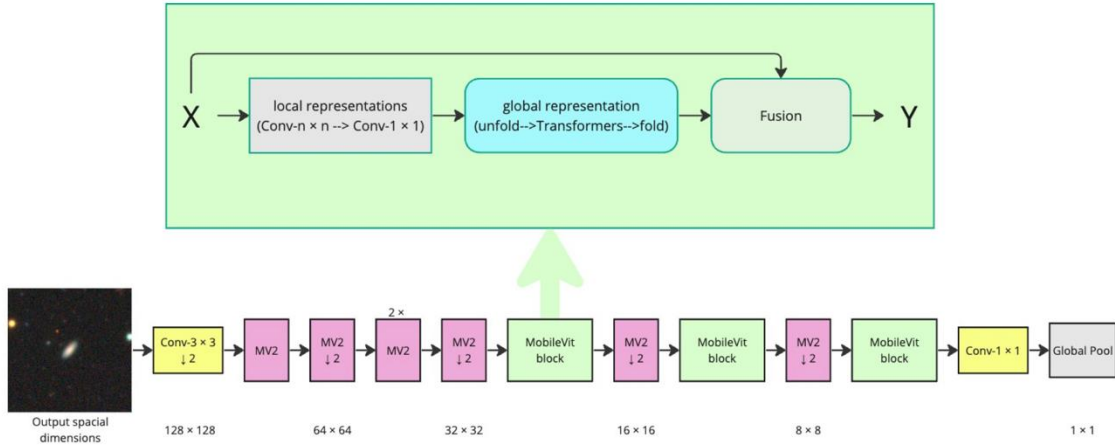 X
local representations
(Conv-n × n --> Conv-1 × 1)
global representation
(unfold-->Transformers-->fold)
Fusion
Y
Conv-3 × 3
↓ 2
MV2
MV2
↓ 2
2 ×
MV2
MV2
↓ 2
MobileVit
block
MV2
↓ 2
MobileVit
block
MV2
↓ 2
MobileVit
block
Conv-1 × 1
Global Pool
Output spacial
dimensions
128 × 128
64 × 64
32 × 32
16 × 16
8 × 8
1 × 1